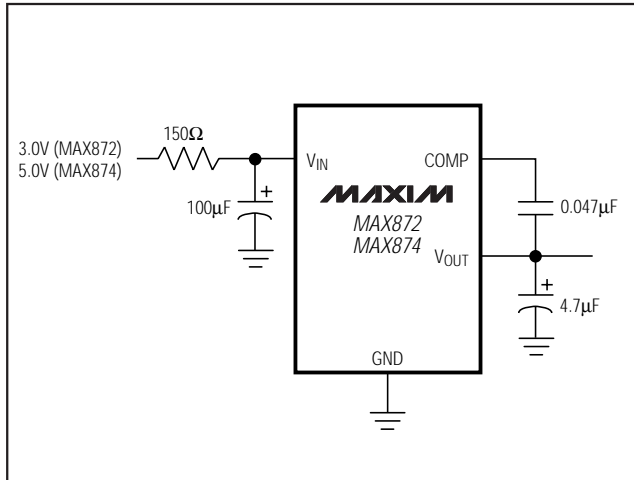 3.0V (MAX872)
5.0V (MAX874)
150Ω
100µF
+
VIN
COMP
MAXIM
MAX872
MAX874
VOUT
GND
0.047µF
+
4.7µF